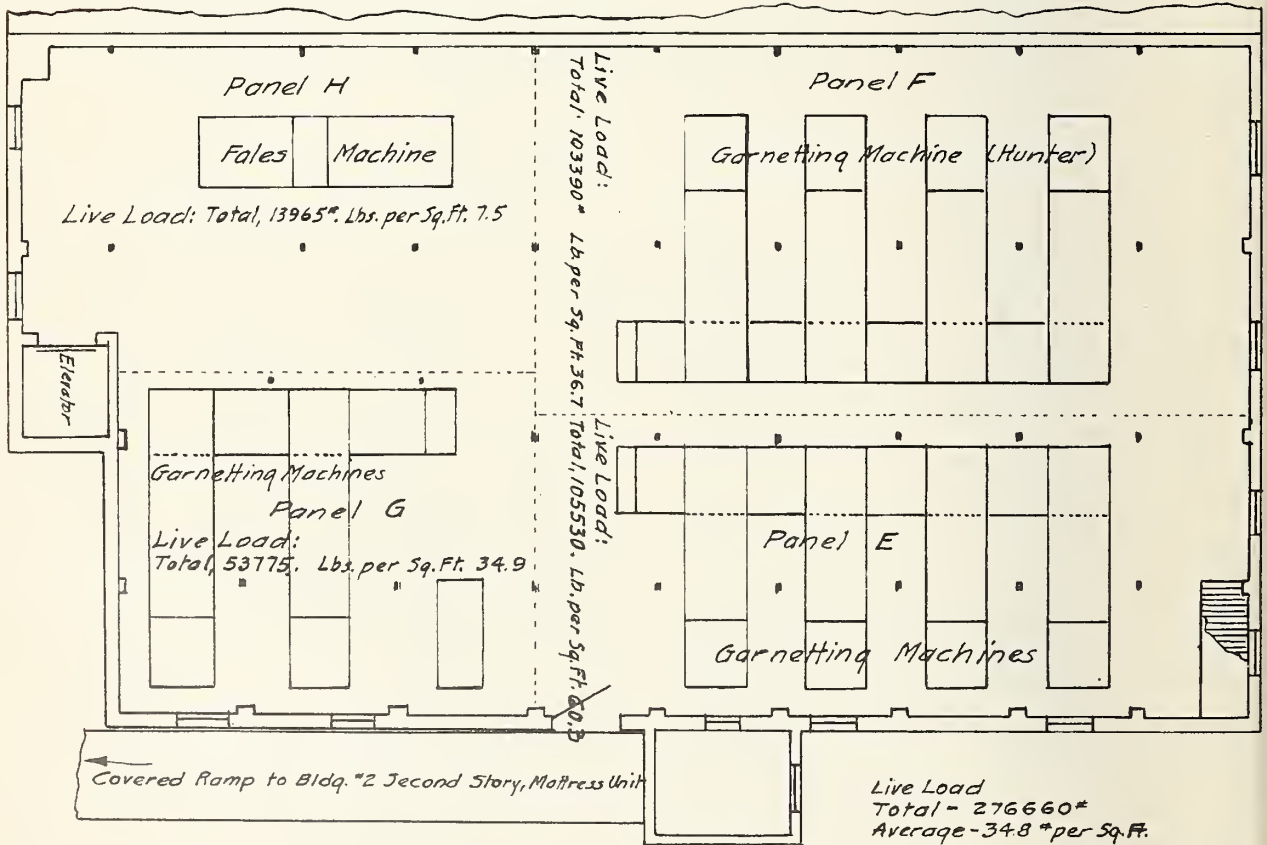 Panel H
Fales Machine
Live Load: Total, 13965#. Lbs. per Sq.Ft. 7.5
Live Load:
Total 103390# Lb. per Sq. Ft. 36.7
Panel F
Garnetting Machine (Hunter)
Elevator
Garnetting Machines
Panel G
Live Load:
Total, 53775. Lbs. per Sq. Ft. 34.9
Live Load:
Total, 105530. Lb. per Sq. Ft. 60.3
Panel E
Garnetting Machines
Covered Ramp to Bldg. #2 Second Story, Mattress Unit
Live Load
Total - 276660#
Average - 34.8 # per Sq. Ft.